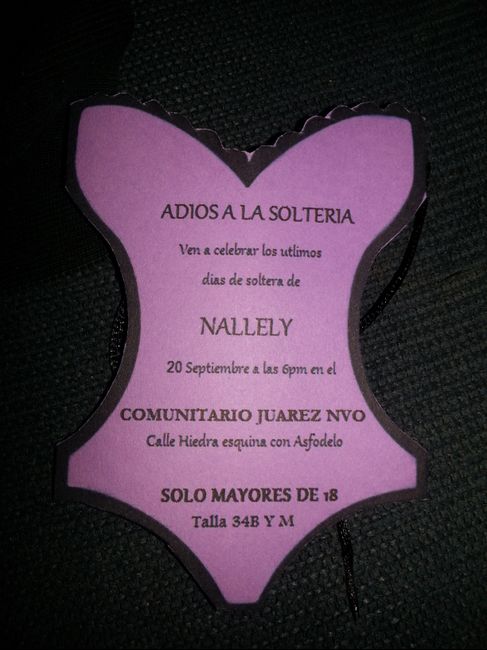 ADIOS A LA SOLTERIA
Ven a celebrar los utlimos
dias de soltera de
NALLELY
20 Septiembre a las 6pm en el
COMUNITARIO JUAREZ NVO
Calle Hiedra esquina con Asfodelo
SOLO MAYORES DE 18
Talla 34B Y M